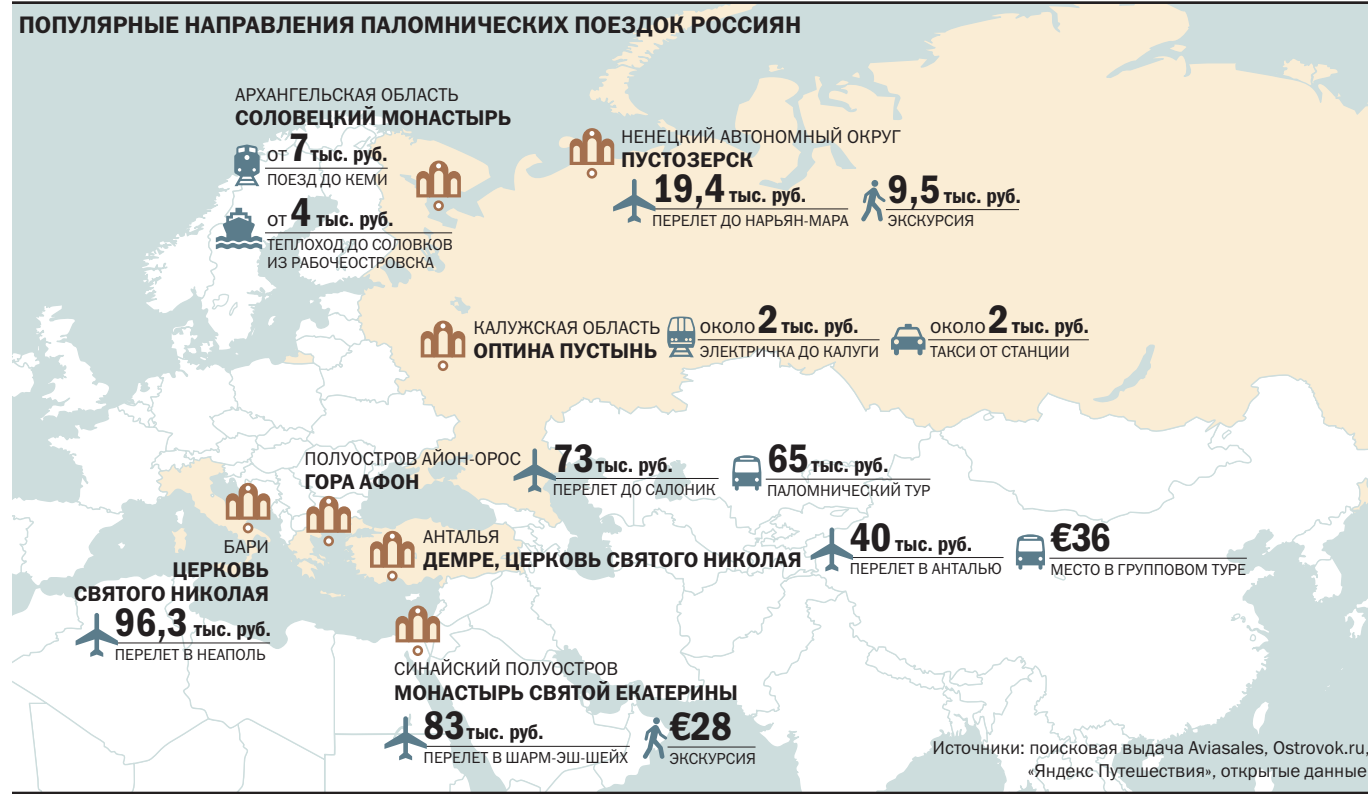 ПОПУЛЯРНЫЕ НАПРАВЛЕНИЯ ПАЛОМНИЧЕСКИХ ПОЕЗДОК РОССИЯН
АРХАНГЕЛЬСКАЯ ОБЛАСТЬ
СОЛОВЕЦКИЙ МОНАСТЫРЬ
ОТ 7 тыс. руб.
ПОЕЗД ДО КЕМИ
ОТ 4 тыс. руб.
ТЕПЛОХОД ДО СОЛОВКОВ
ИЗ РАБОЧЕОСТРОВСКА
НЕНЕЦКИЙ АВТОНОМНЫЙ ОКРУГ
ПУСТОЗЕРСК
19,4 тыс. руб.
ПЕРЕЛЕТ ДО НАРЬЯН-МАРА
9,5 тыс. руб.
ЭКСКУРСИЯ
КАЛУЖСКАЯ ОБЛАСТЬ
ОПТИНА ПУСТЫНЬ
ОКОЛО 2 тыс. руб.
ЭЛЕКТРИЧКА ДО КАЛУГИ
ОКОЛО 2 тыс. руб.
ТАКСИ ОТ СТАНЦИИ
ПОЛУОСТРОВ АЙОН-ОРОС
ГОРА АФОН
73 тыс. руб.
ПЕРЕЛЕТ ДО САЛОНИК
65 тыс. руб.
ПАЛОМНИЧЕСКИЙ ТУР
АНТАЛЬЯ
ДЕМРЕ, ЦЕРКОВЬ СВЯТОГО НИКОЛАЯ
40 тыс. руб.
ПЕРЕЛЕТ В АНТАЛЬЮ
€36
МЕСТО В ГРУППОВОМ ТУРЕ
БАРИ
ЦЕРКОВЬ
СВЯТОГО НИКОЛАЯ
96,3 тыс. руб.
ПЕРЕЛЕТ В НЕАПОЛЬ
СИНАЙСКИЙ ПОЛУОСТРОВ
МОНАСТЫРЬ СВЯТОЙ ЕКАТЕРИНЫ
83 тыс. руб.
ПЕРЕЛЕТ В ШАРМ-ЭШ-ШЕЙХ
€28
ЭКСКУРСИЯ
Источники: поисковая выдача Aviasales, Ostrovok.ru,
«Яндекс Путешествия», открытые данные